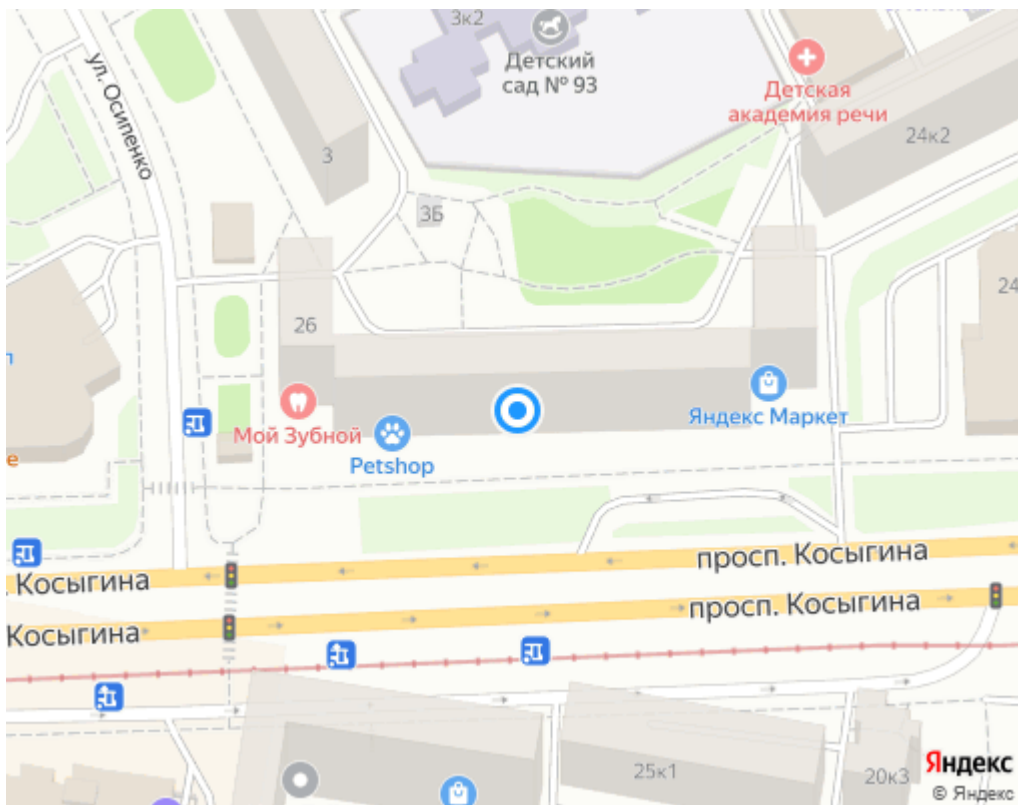 3к2
Детский
сад № 93
Детская
академия речи
24к2
ул. Осипенко
3
3Б
24
26
п
Яндекс Маркет
Мой Зубной
Petshop
е
просп. Косыгина
. Косыгина
просп. Косыгина
Косыгина
25к1
20к3
Яндекс
© Яндекс